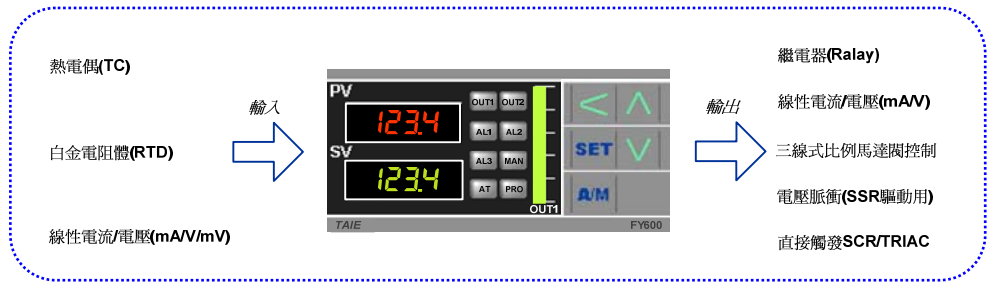 熱電偶(TC)
白金電阻體(RTD)
線性電流/電壓(mA/V/mV)
輸入
PV
123.4
SV
123.4
OUT1 OUT2
AL1 AL2
AL3 MAN
AT PRO
OUT1
SET
A/M
TAIE
FY600
輸出
繼電器(Ralay)
線性電流/電壓(mA/V)
三線式比例馬達閥控制
電壓脈衝(SSR驅動用)
直接觸發SCR/TRIAC